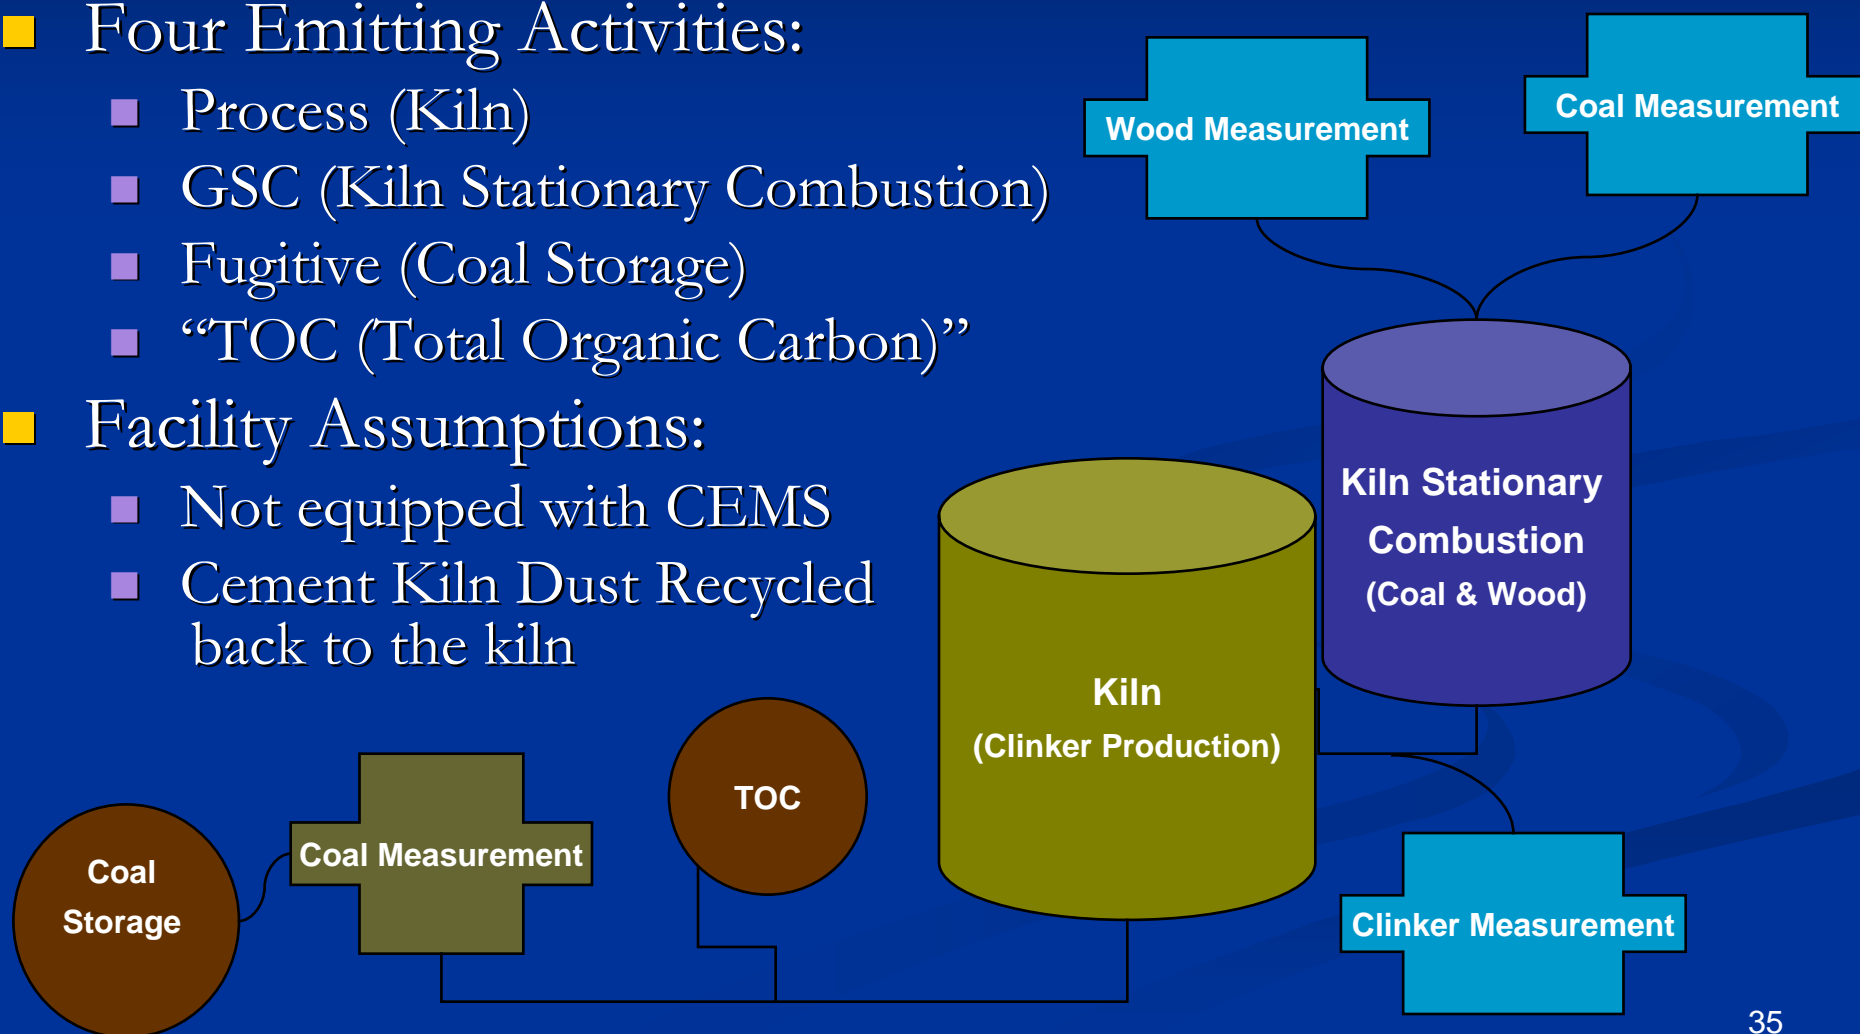 Four Emitting Activities:
Process (Kiln)
GSC (Kiln Stationary Combustion)
Fugitive (Coal Storage)
“TOC (Total Organic Carbon)”
Facility Assumptions:
Not equipped with CEMS
Cement Kiln Dust Recycled
back to the kiln
Wood Measurement
Coal Measurement
Kiln Stationary
Combustion
(Coal & Wood)
Kiln
(Clinker Production)
TOC
Coal Measurement
Coal
Storage
Clinker Measurement
35